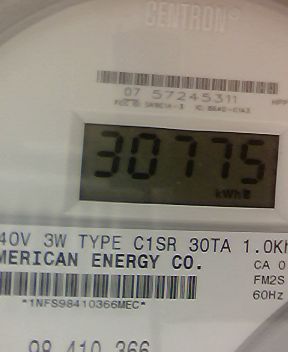 CENTRON®
07 57245311
30775
kWh
40V 3W TYPE C1SR 30TA 1.0Kh
MERICAN ENERGY CO.
CA 0
FM2S
60Hz
*1NFS98410366MEC*
98 410 366